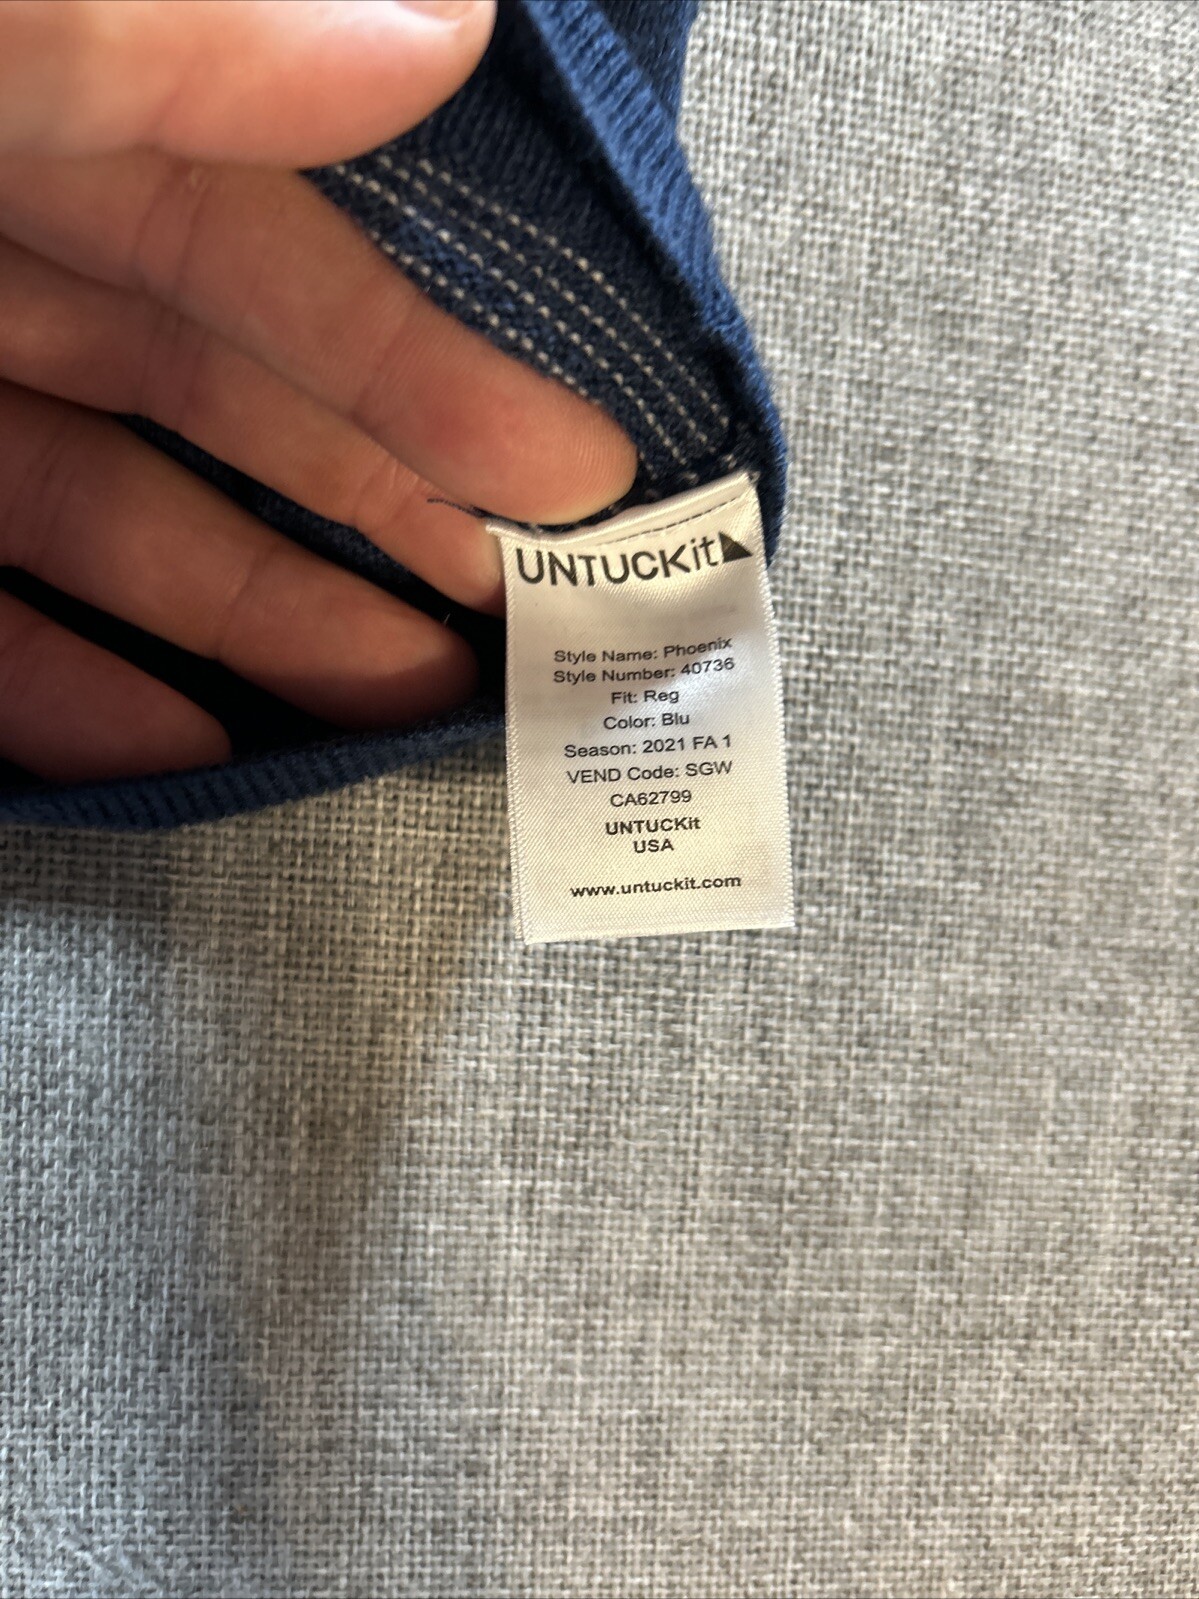 UNTUCKit
Style Name: Phoenix
Style Number: 40736
Fit: Reg
Color: Blu
Season: 2021 FA 1
VEND Code: SGW
CA62799
UNTUCKit
USA
www.untuckit.com